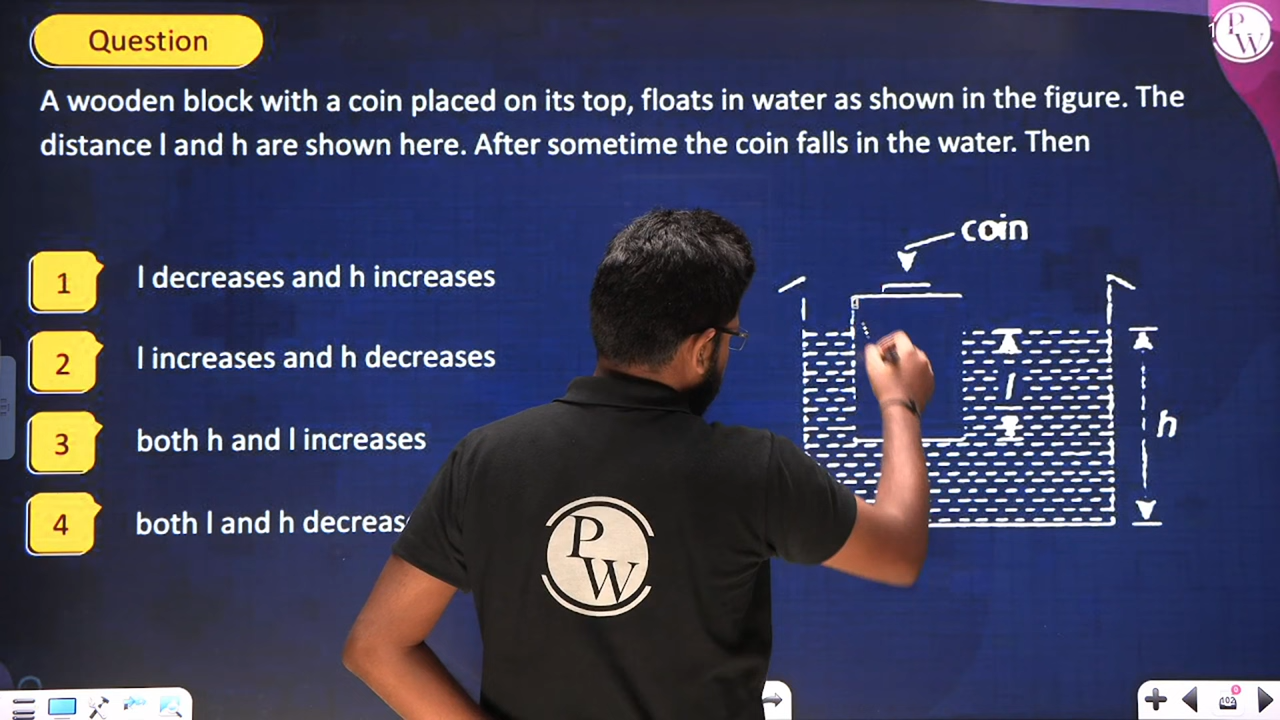 Question
A wooden block with a coin placed on its top, floats in water as shown in the figure. The
distance l and h are shown here. After sometime the coin falls in the water. Then
1 l decreases and h increases
2 l increases and h decreases
3 both h and l increases
4 both l and h decreas
coin
l
h
PW
PW
102